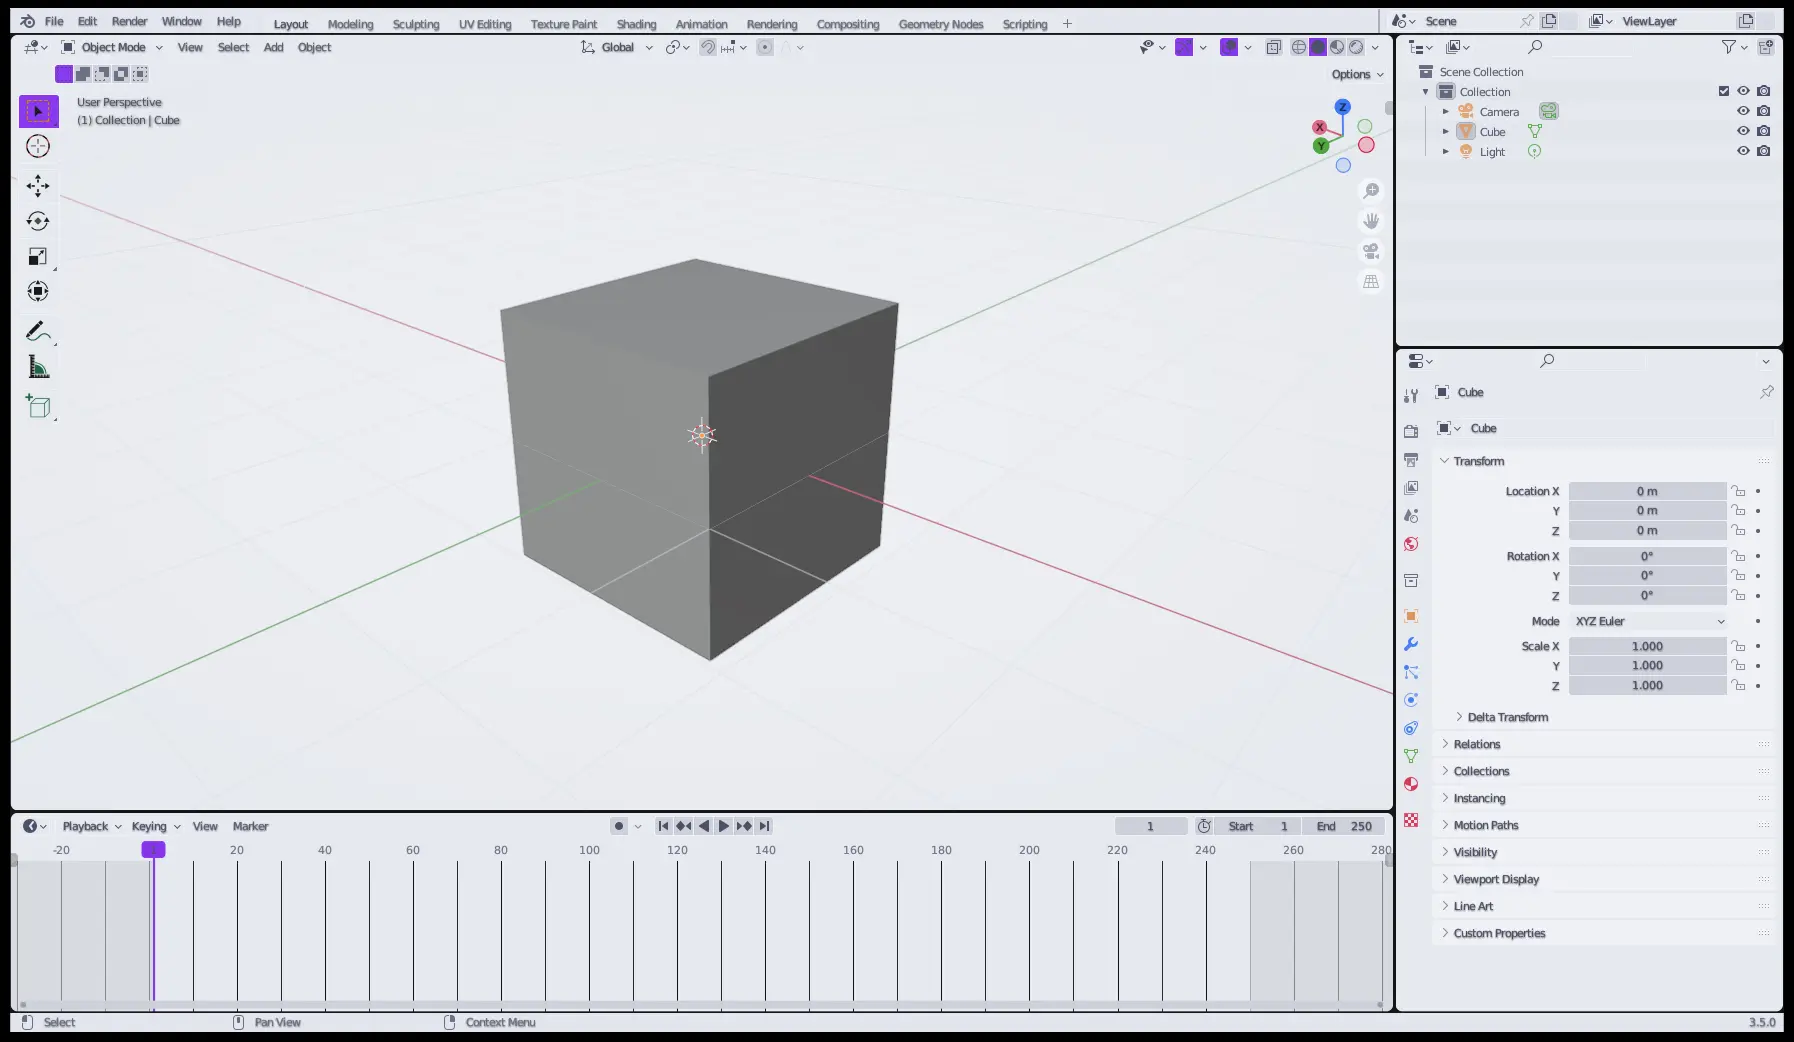 File Edit Render Window Help Layout Modeling Sculpting UV Editing Texture Paint Shading Animation Rendering Compositing Geometry Nodes Scripting + Scene ViewLayer
Object Mode View Select Add Object Global
Options
User Perspective
(1) Collection | Cube
Z
X
Y
Scene Collection
Collection
Camera
Cube
Light
Cube
Cube
Transform
Location X 0 m
Y 0 m
Z 0 m
Rotation X 0°
Y 0°
Z 0°
Mode XYZ Euler
Scale X 1.000
Y 1.000
Z 1.000
Delta Transform
Relations
Collections
Instancing
Motion Paths
Visibility
Viewport Display
Line Art
Custom Properties
Playback Keying View Marker 1 Start 1 End 250
-20 1 20 40 60 80 100 120 140 160 180 200 220 240 260 280
Select Pan View Context Menu 3.5.0